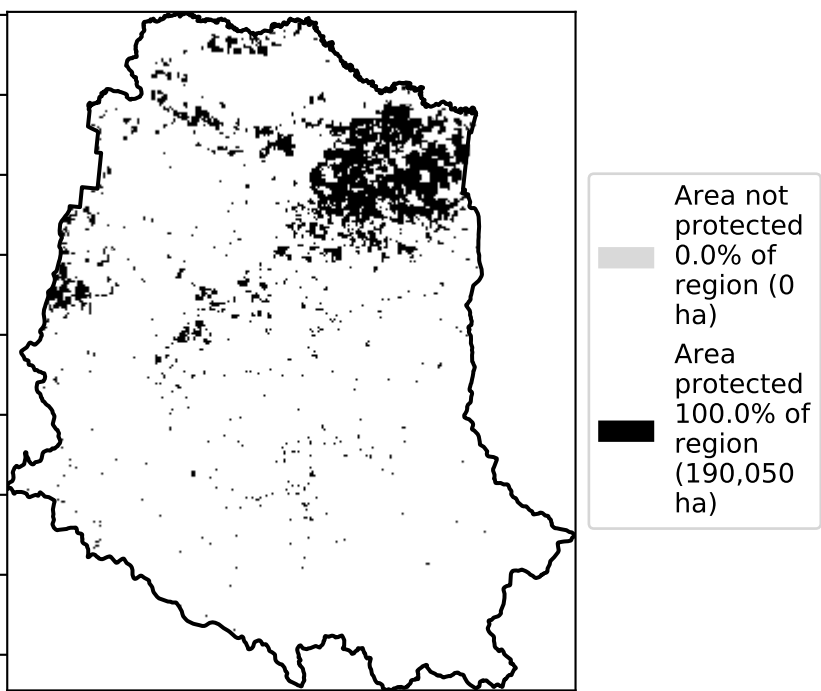 Area not
protected
0.0% of
region (0
ha)
Area
protected
100.0% of
region
(190,050
ha)